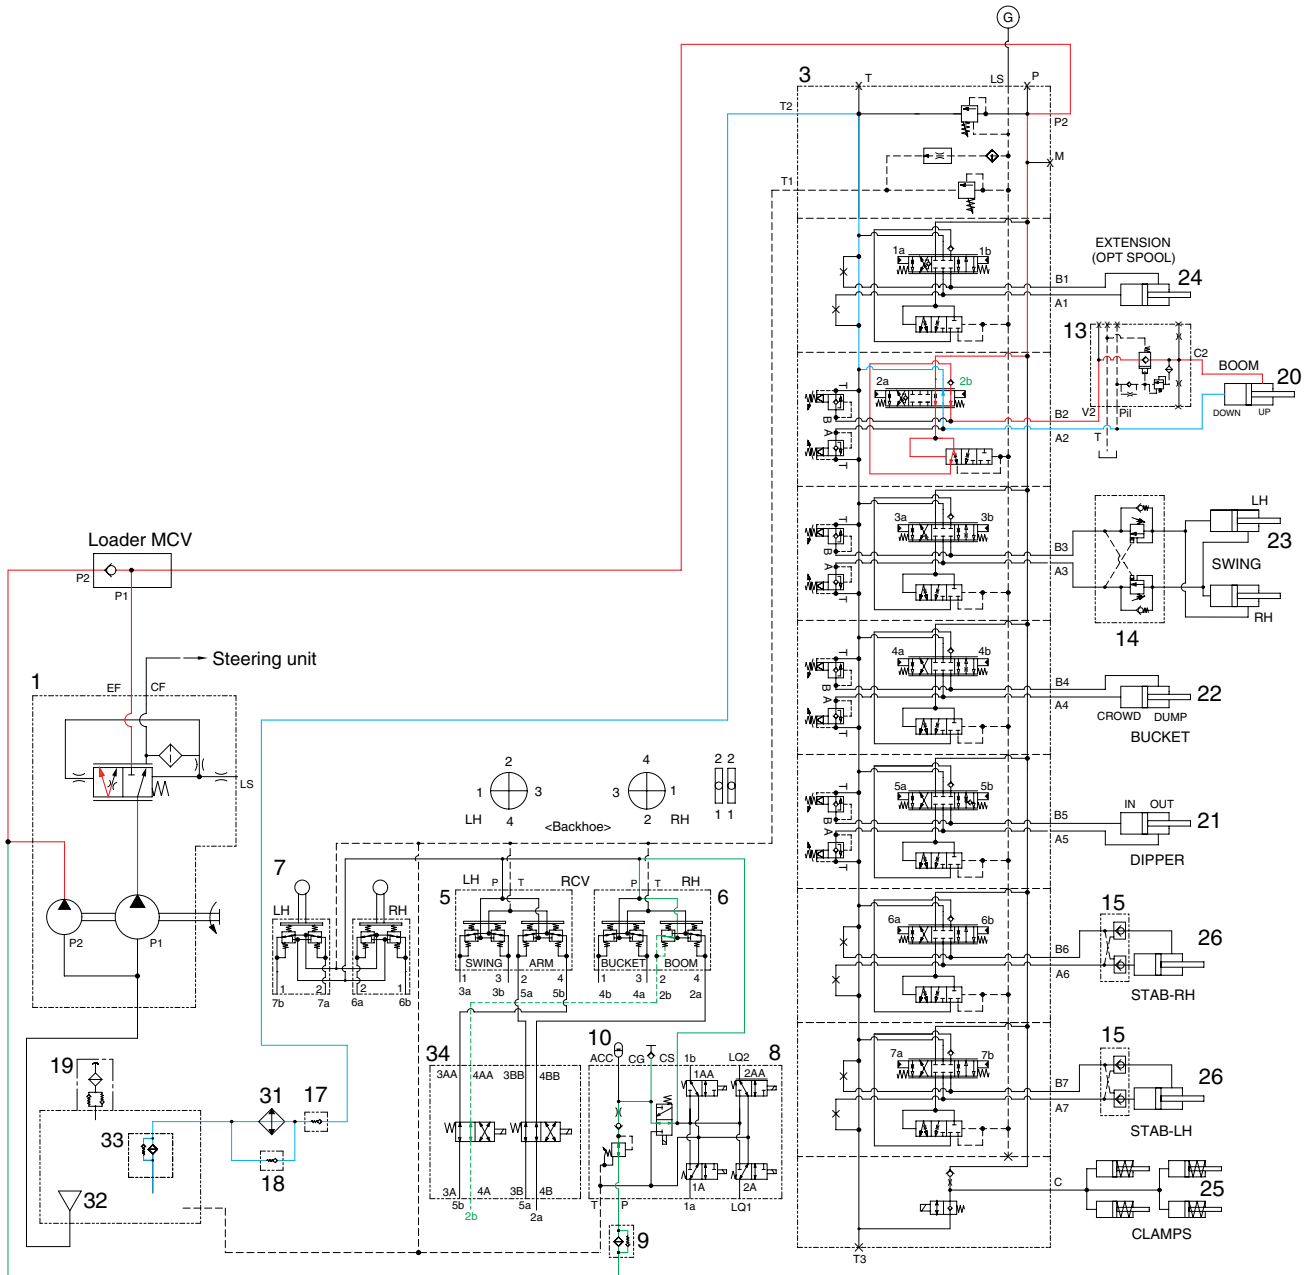 G
3
T
LS
P
T2
P2
M
T1
EXTENSION
(OPT SPOOL)
1a
1b
B1
A1
24
13
C2
BOOM
20
2a
2b
T
B
A
T
B2
A2
V2
Pil
T
DOWN
UP
3a
3b
T
B
A
T
B3
A3
LH
23
SWING
RH
14
Loader MCV
P2
P1
Steering unit
1
EF
CF
LS
4a
4b
T
B
A
T
B4
A4
22
CROWD
DUMP
BUCKET
2
1
3
4
LH
<Backhoe>
4
3
1
2
RH
2 2
1 1
5a
5b
T
B
A
T
B5
A5
IN
OUT
21
DIPPER
P2
P1
7
LH
RH
1
2
2
1
7b
7a
6a
6b
5
LH
P
T
RCV
P
T
RH
6
SWING
ARM
BUCKET
BOOM
1
3
2
4
1
3
2
4
3a
3b
5a
5b
4b
4a
2b
2a
6a
6b
B6
A6
15
26
STAB-RH
7a
7b
B7
A7
15
26
STAB-LH
19
33
32
31
17
18
34
3AA
4AA
3BB
4BB
3A
4A
3B
4B
5b
5a
2b
2a
10
ACC
CG
CS
1b
LQ2
8
1AA
2AA
1A
2A
T
P
1a
LQ1
9
C
25
CLAMPS
T3